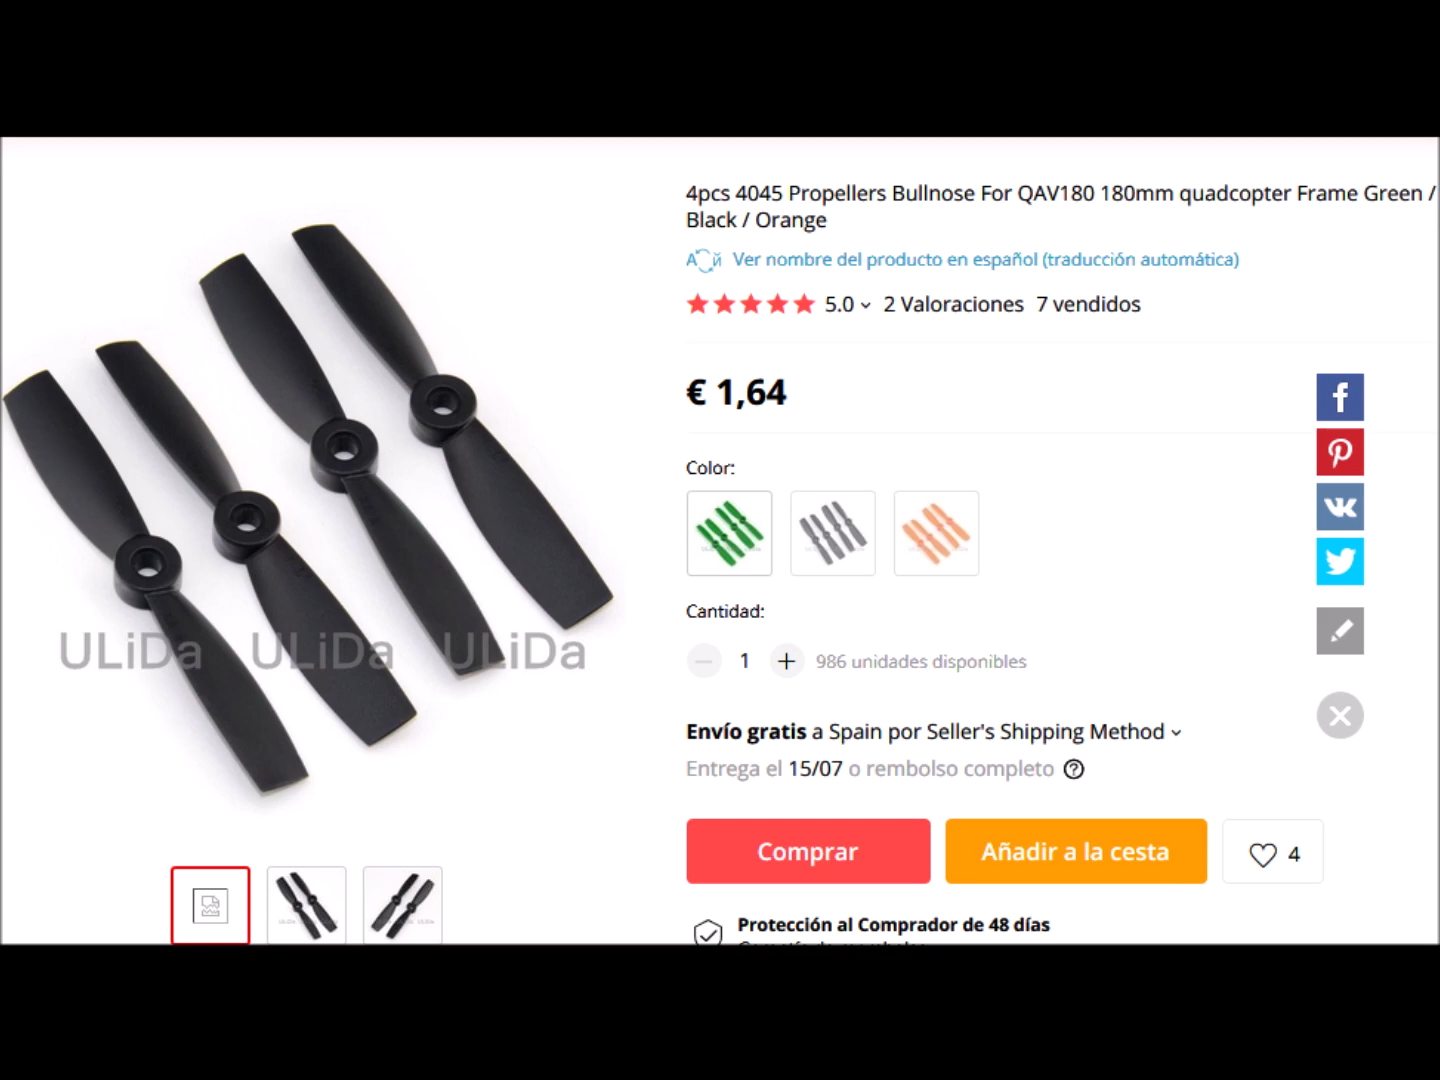 4pcs 4045 Propellers Bullnose For QAV180 180mm quadcopter Frame Green /
Black / Orange
Ver nombre del producto en español (traducción automática)
5.0 2 Valoraciones 7 vendidos
€ 1,64
Color:
Cantidad:
1 986 unidades disponibles
ULiDa ULiDa ULiDa
Envío gratis a Spain por Seller's Shipping Method
Entrega el 15/07 o rembolso completo
Comprar Añadir a la cesta 4
Protección al Comprador de 48 días